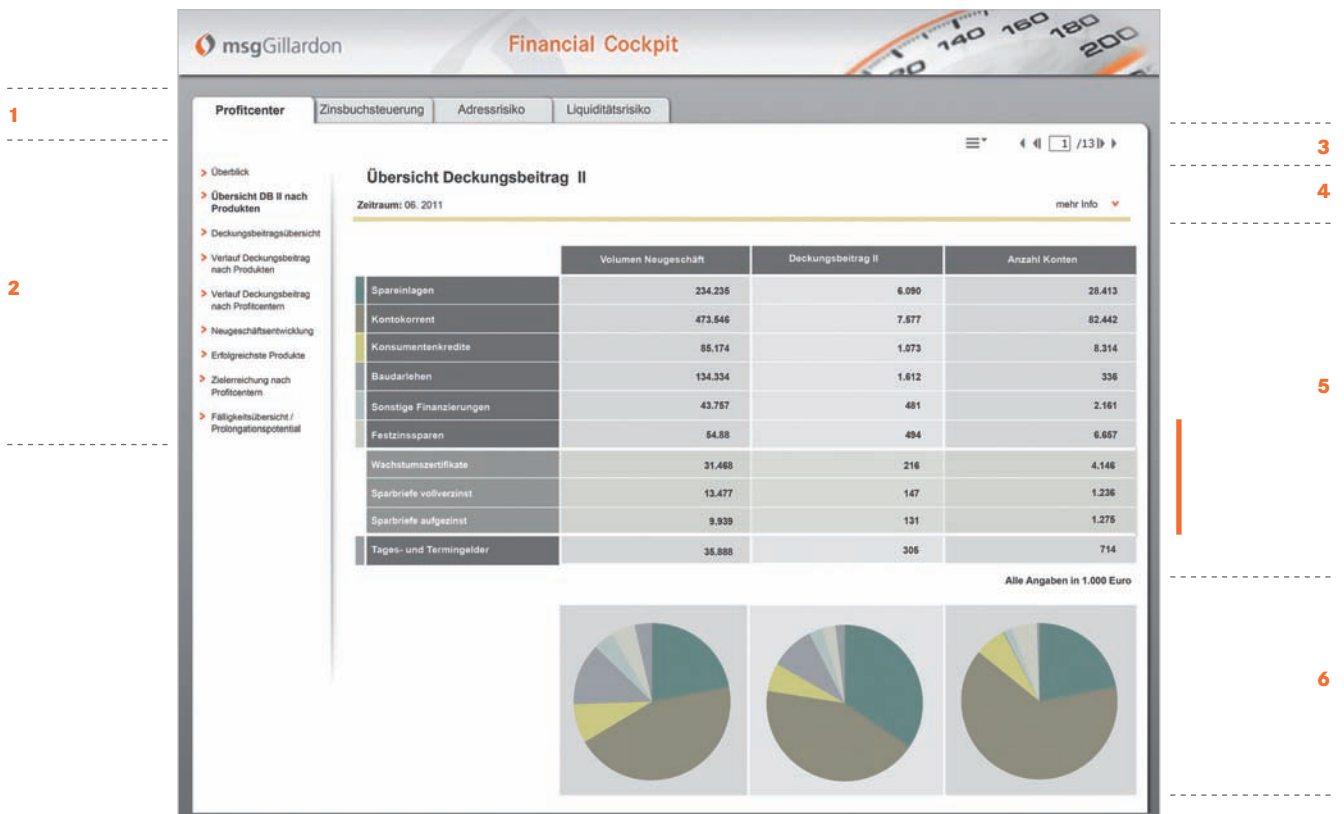 msgGillardon
Financial Cockpit
20 140 160 180 200
1
Profitcenter Zinsbuchsteuerung Adressrisiko Liquiditätsrisiko
1 /13
3
Überblick
Übersicht DB II nach
Produkten
Deckungsbeitragsübersicht
Verlauf Deckungsbeitrag
nach Produkten
Verlauf Deckungsbeitrag
nach Profitcentern
Neugeschäftsentwicklung
Erfolgreichste Produkte
Zielerreichung nach
Profitcentern
Fälligkeitsübersicht /
Prolongationspotential
2
Übersicht Deckungsbeitrag II
Zeitraum: 06. 2011 mehr Info
4
Volumen Neugeschäft Deckungsbeitrag II Anzahl Konten
Spareinlagen 234.235 6.090 28.413
Kontokorrent 473.546 7.577 82.442
Konsumentenkredite 85.174 1.073 8.314
Baudarlehen 134.334 1.612 336
Sonstige Finanzierungen 43.757 481 2.161
Festzinssparen 54.88 494 6.657
Wachstumszertifikate 31.468 216 4.146
Sparbriefe vollverzinst 13.477 147 1.236
Sparbriefe aufgezinst 9.939 131 1.275
Tages- und Termingelder 35.888 305 714
5
Alle Angaben in 1.000 Euro
6